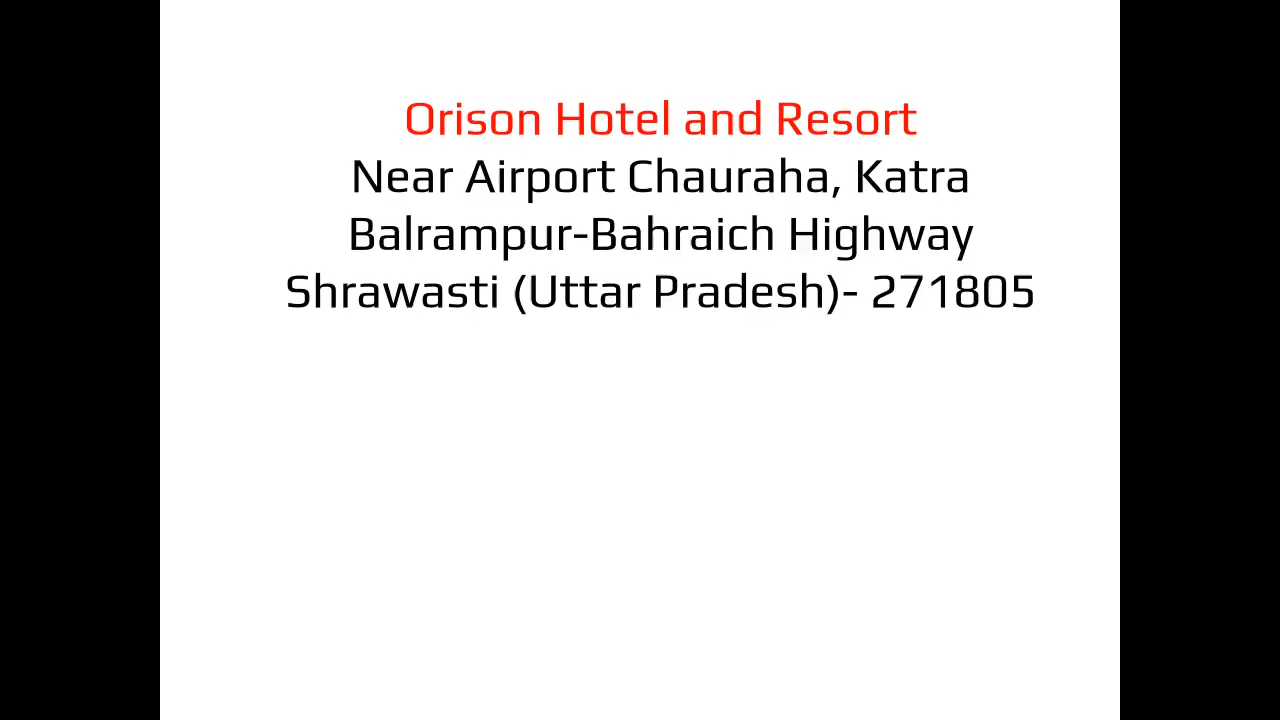 Orison Hotel and Resort
Near Airport Chauraha, Katra
Balrampur-Bahraich Highway
Shrawasti (Uttar Pradesh)- 271805